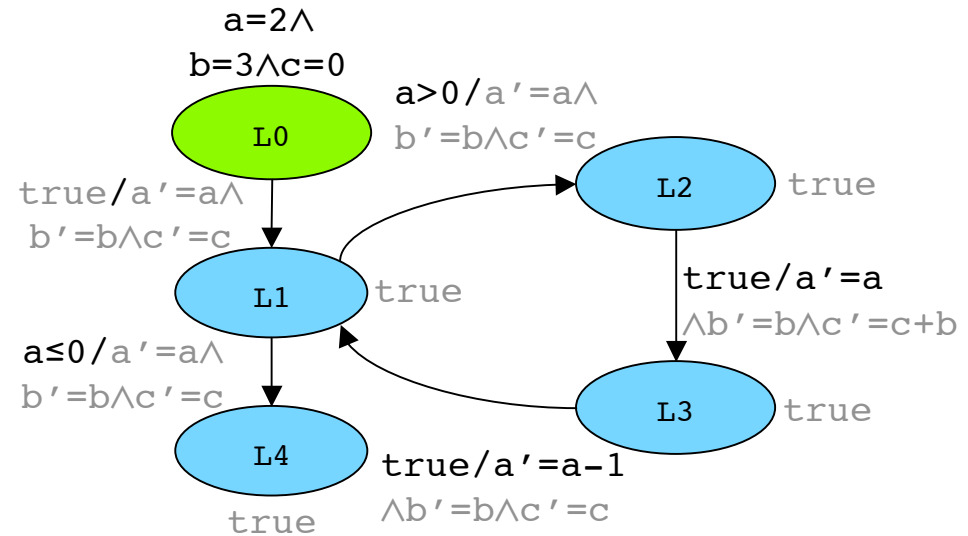 a=2∧
b=3∧c=0
L0
a>0/a′=a∧
b′=b∧c′=c
L2
true
true/a′=a∧
b′=b∧c′=c
L1
true
true/a′=a
∧b′=b∧c′=c+b
a≤0/a′=a∧
b′=b∧c′=c
L3
true
L4
true
true/a′=a-1
∧b′=b∧c′=c